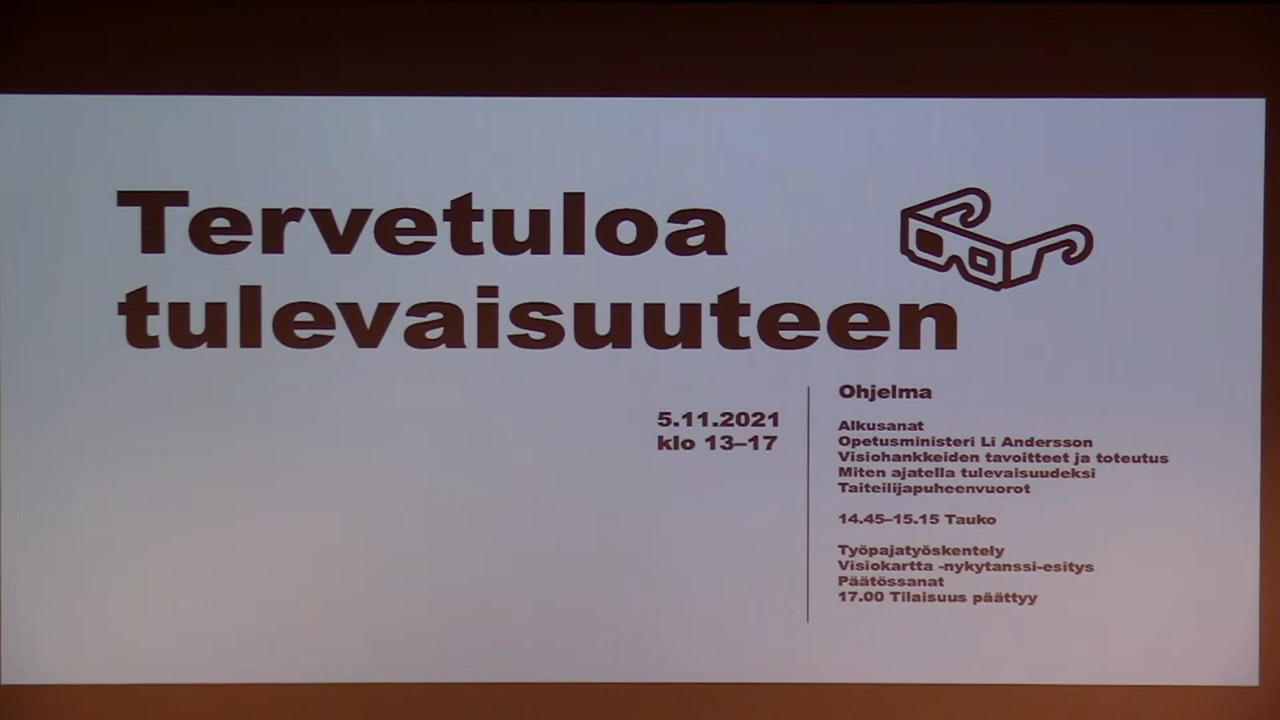 Tervetuloa
tulevaisuuteen
5.11.2021
klo 13–17
Ohjelma
Alkusanat
Opetusministeri Li Andersson
Visiohankkeiden tavoitteet ja toteutus
Miten ajatella tulevaisuudeksi
Taiteilijapuheenvuorot
14.45–15.15 Tauko
Työpajatyöskentely
Visiokartta -nykytanssi-esitys
Päätössanat
17.00 Tilaisuus päättyy